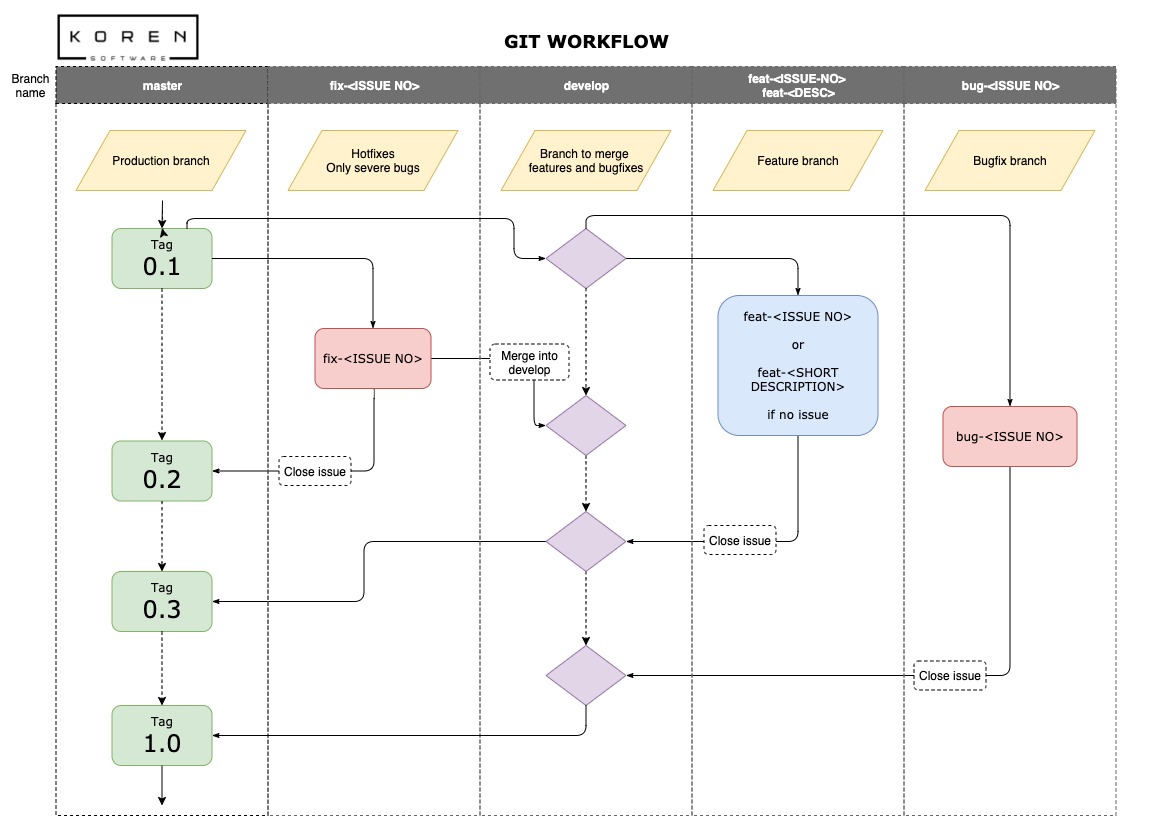 KOREN
SOFTWARE
GIT WORKFLOW
Branch
name
master
fix-<ISSUE NO>
develop
feat-<ISSUE-NO>
feat-<DESC>
bug-<ISSUE NO>
Production branch
Hotfixes
Only severe bugs
Branch to merge
features and bugfixes
Feature branch
Bugfix branch
Tag
0.1
feat-<ISSUE NO>
or
feat-<SHORT
DESCRIPTION>
if no issue
fix-<ISSUE NO>
Merge into
develop
bug-<ISSUE NO>
Tag
0.2
Close issue
Close issue
Tag
0.3
Close issue
Tag
1.0